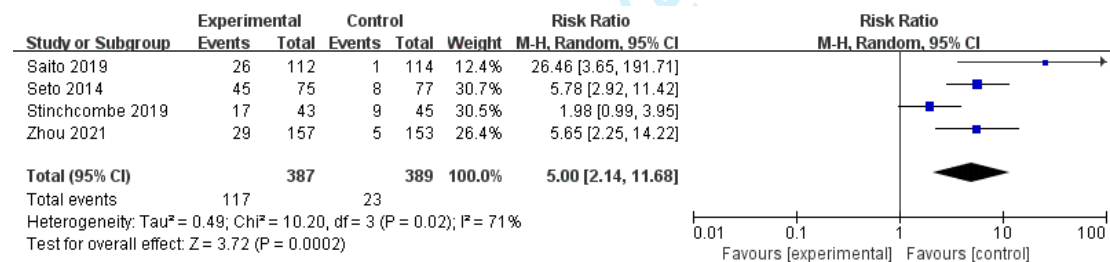 Experimental Control Risk Ratio Risk Ratio
Study or Subgroup Events Total Events Total Weight M-H, Random, 95% CI M-H, Random, 95% CI
Saito 2019 26 112 1 114 12.4% 26.46 [3.65, 191.71]
Seto 2014 45 75 8 77 30.7% 5.78 [2.92, 11.42]
Stinchcombe 2019 17 43 9 45 30.5% 1.98 [0.99, 3.95]
Zhou 2021 29 157 5 153 26.4% 5.65 [2.25, 14.22]
Total (95% CI) 387 389 100.0% 5.00 [2.14, 11.68]
Total events 117 23
Heterogeneity: Tau² = 0.49; Chi² = 10.20, df = 3 (P = 0.02); I² = 71%
Test for overall effect: Z = 3.72 (P = 0.0002)
0.01 0.1 1 10 100
Favours [experimental] Favours [control]